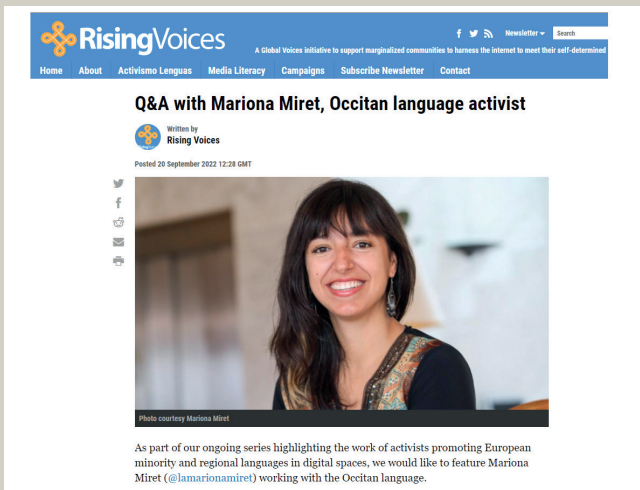 RisingVoices
Newsletter
Search
A Global Voices initiative to support marginalized communities to harness the internet to meet their self-determined
Home About Activismo Lenguas Media Literacy Campaigns Subscribe Newsletter Contact
Q&A with Mariona Miret, Occitan language activist
Written by
Rising Voices
Posted 20 September 2022 12:28 GMT
Photo courtesy Mariona Miret
As part of our ongoing series highlighting the work of activists promoting European
minority and regional languages in digital spaces, we would like to feature Mariona
Miret (@lamarionamiret) working with the Occitan language.